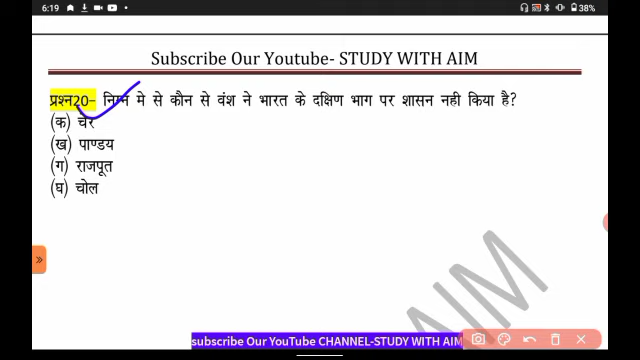 6:19
38%
Subscribe Our Youtube- STUDY WITH AIM
प्रश्न20- निम्न मे से कौन से वंश ने भारत के दक्षिण भाग पर शासन नही किया है?
(क) चेर
(ख) पाण्डय
(ग) राजपूत
(घ) चोल
AIM
subscribe Our YouTube CHANNEL-STUDY WITH AIM